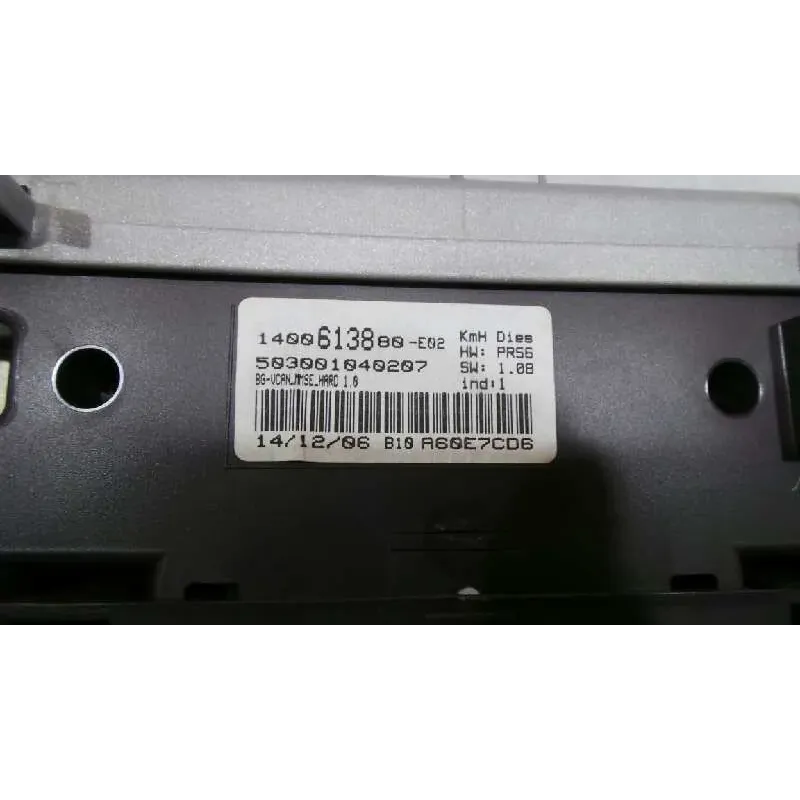 1400613880-E02 KmH Dies
HW: PR56
503001040207 SW: 1.08
BG-VCAN_MMSE_HARC 1.0 ind:1
14/12/06 B10 A60E7CD6